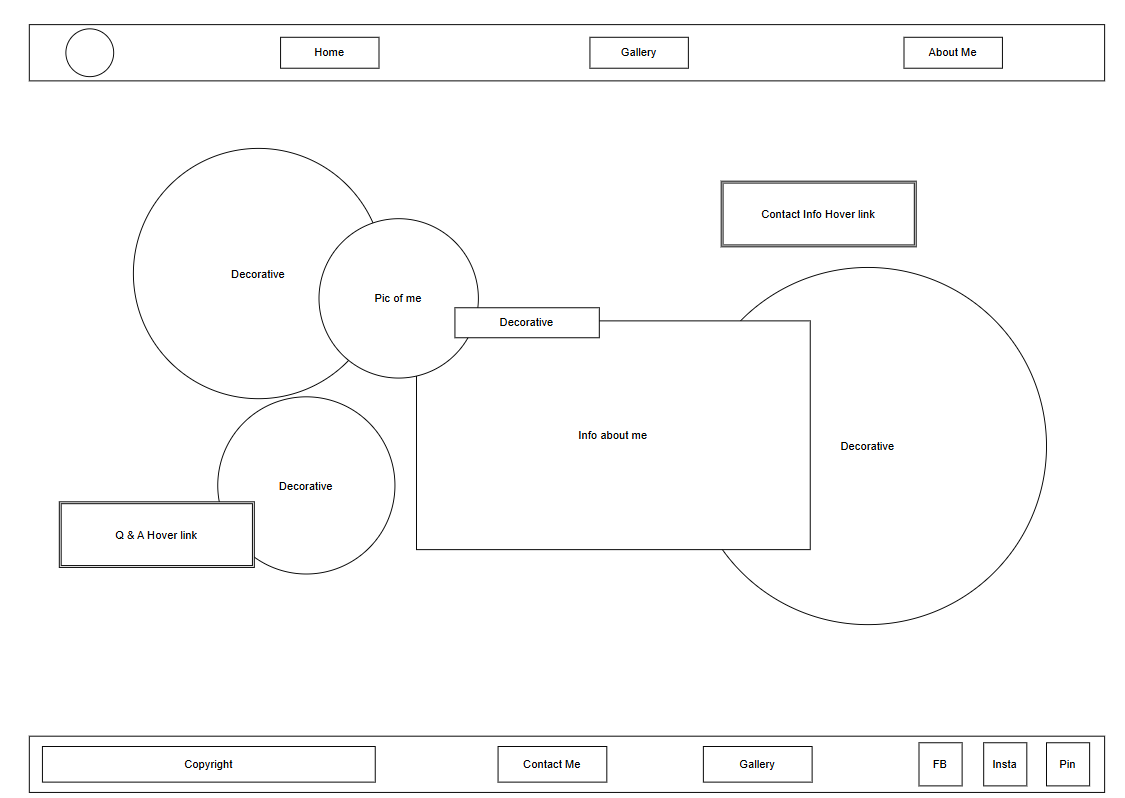 Home
Gallery
About Me
Contact Info Hover link
Decorative
Pic of me
Decorative
Info about me
Decorative
Decorative
Q & A Hover link
Copyright
Contact Me
Gallery
FB
Insta
Pin